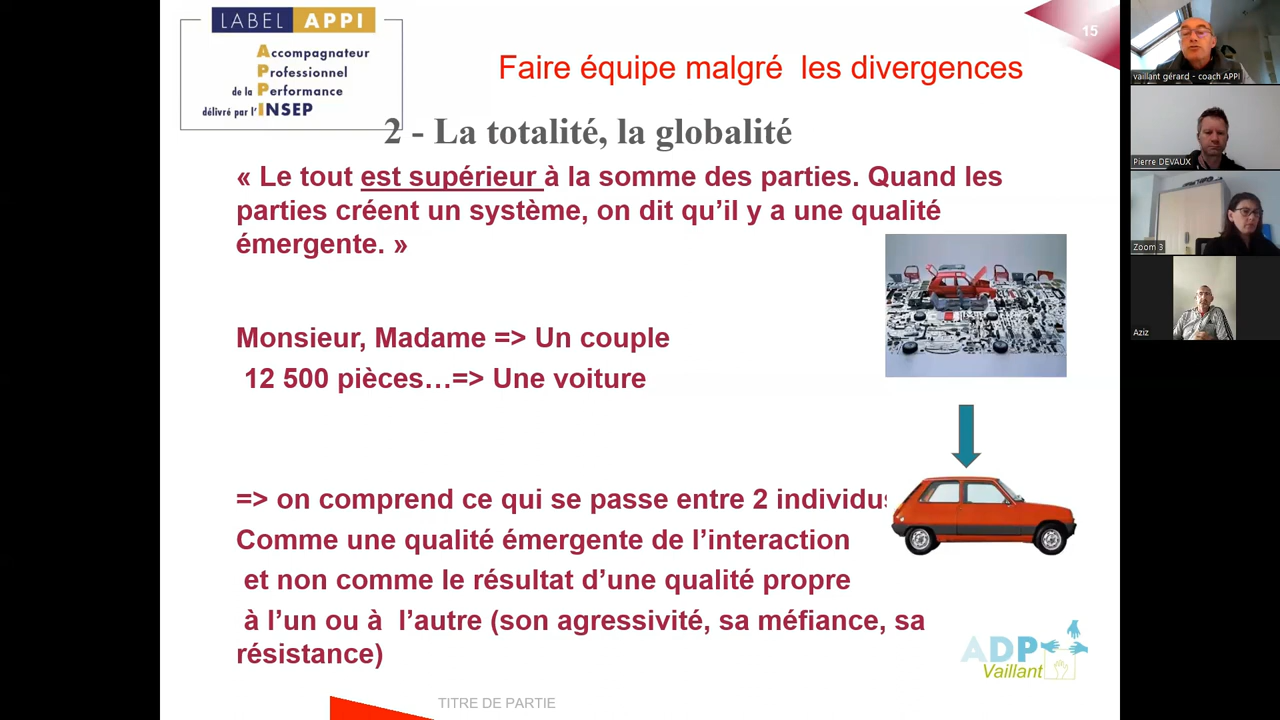 LABEL APPI
Accompagnateur
Professionnel
de la Performance
délivré par l'INSEP
15
Faire équipe malgré les divergences
2 - La totalité, la globalité
« Le tout est supérieur à la somme des parties. Quand les
parties créent un système, on dit qu'il y a une qualité
émergente. »
Monsieur, Madame => Un couple
12 500 pièces…=> Une voiture
=> on comprend ce qui se passe entre 2 individus
Comme une qualité émergente de l'interaction
et non comme le résultat d'une qualité propre
à l'un ou à l'autre (son agressivité, sa méfiance, sa
résistance)
ADP
Vaillant
TITRE DE PARTIE
vaillant gérard - coach APPI
Pierre DEVAUX
Zoom 3
Aziz